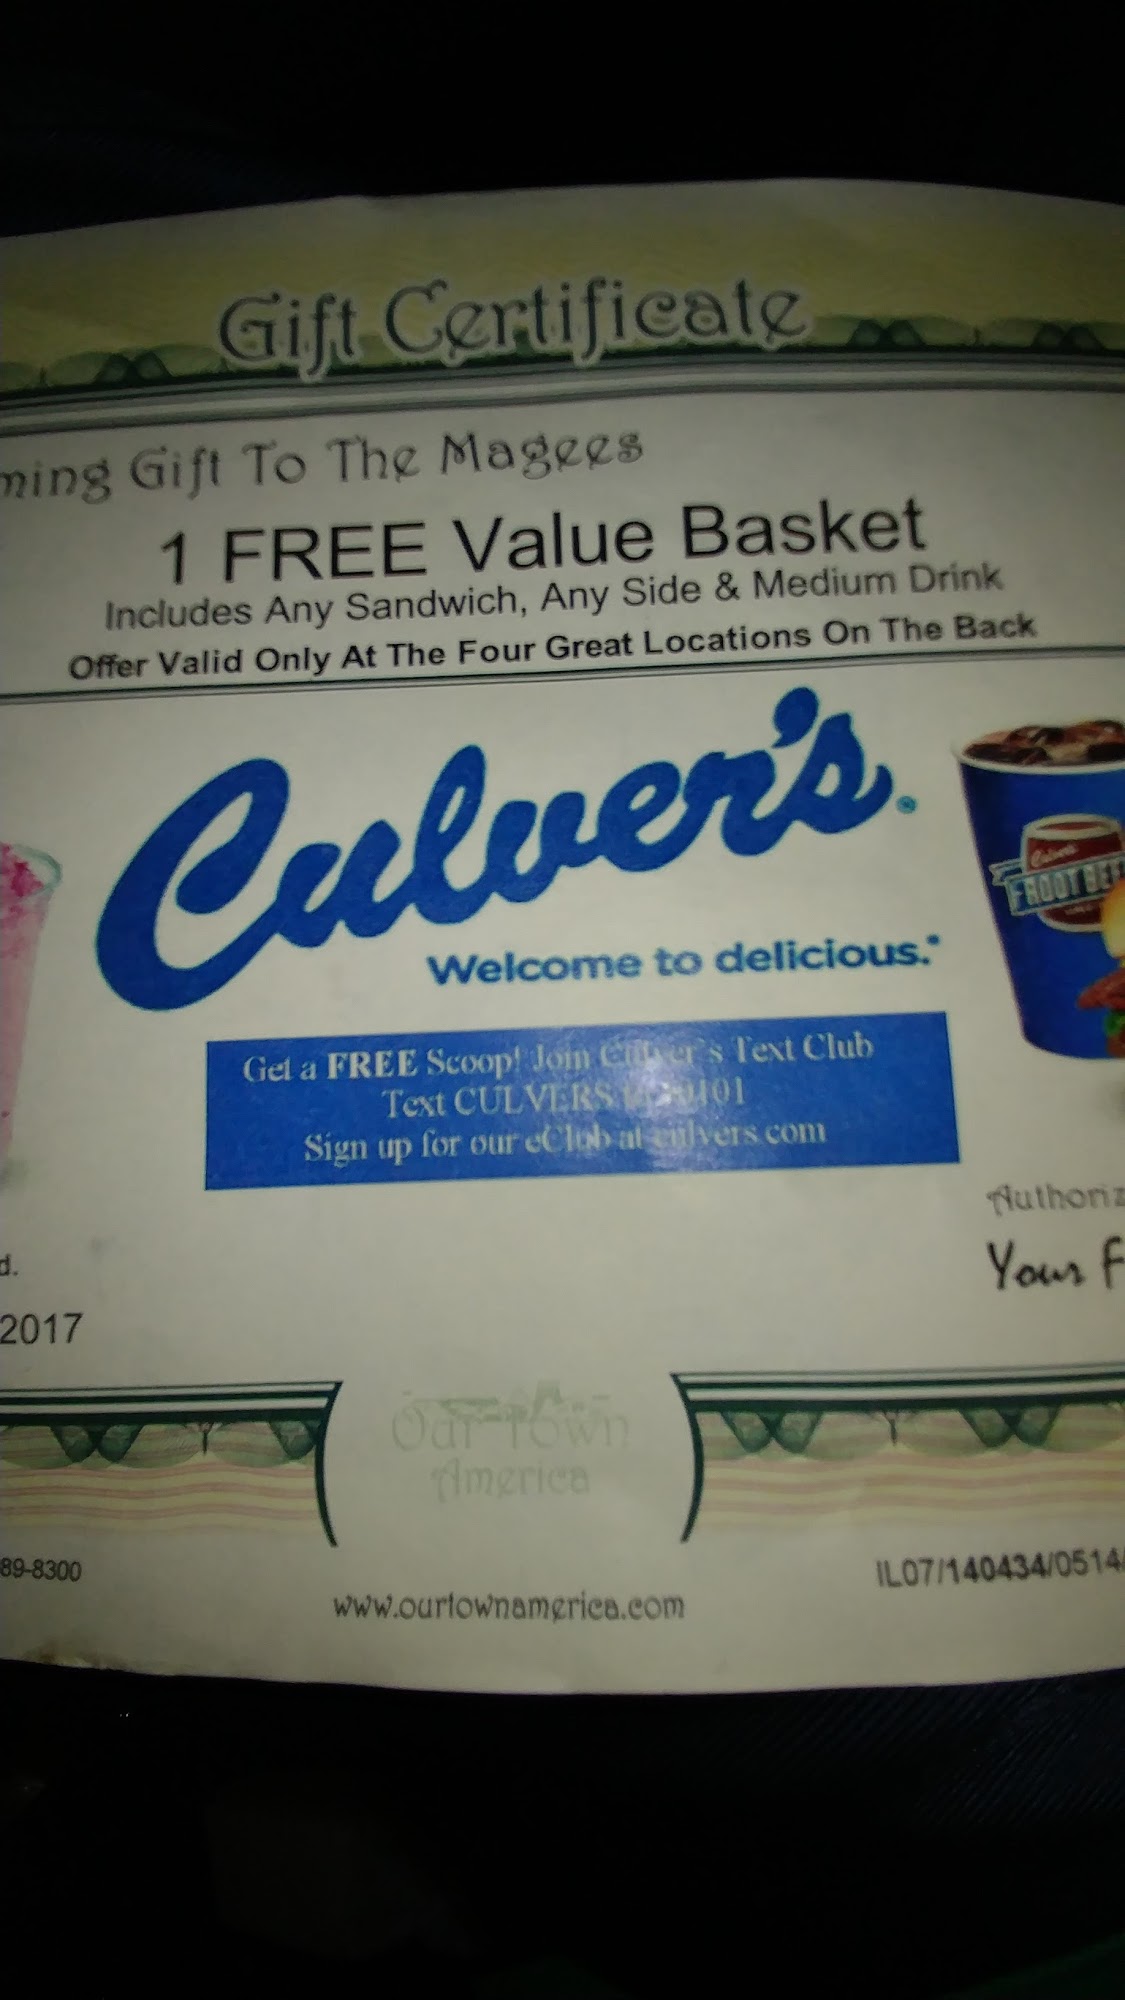 Gift Certificate
ming Gift To The Magees
1 FREE Value Basket
Includes Any Sandwich, Any Side & Medium Drink
Offer Valid Only At The Four Great Locations On The Back
Culver's
Welcome to delicious.
Culver's
FROOT BEE
Get a FREE Scoop! Join Culver's Text Club
Text CULVERS
Sign up for our eClub at culvers.com
Authoriz
d.
Your F
2017
Our Town
America
89-8300
IL07/140434/0514/
www.ourtownamerica.com